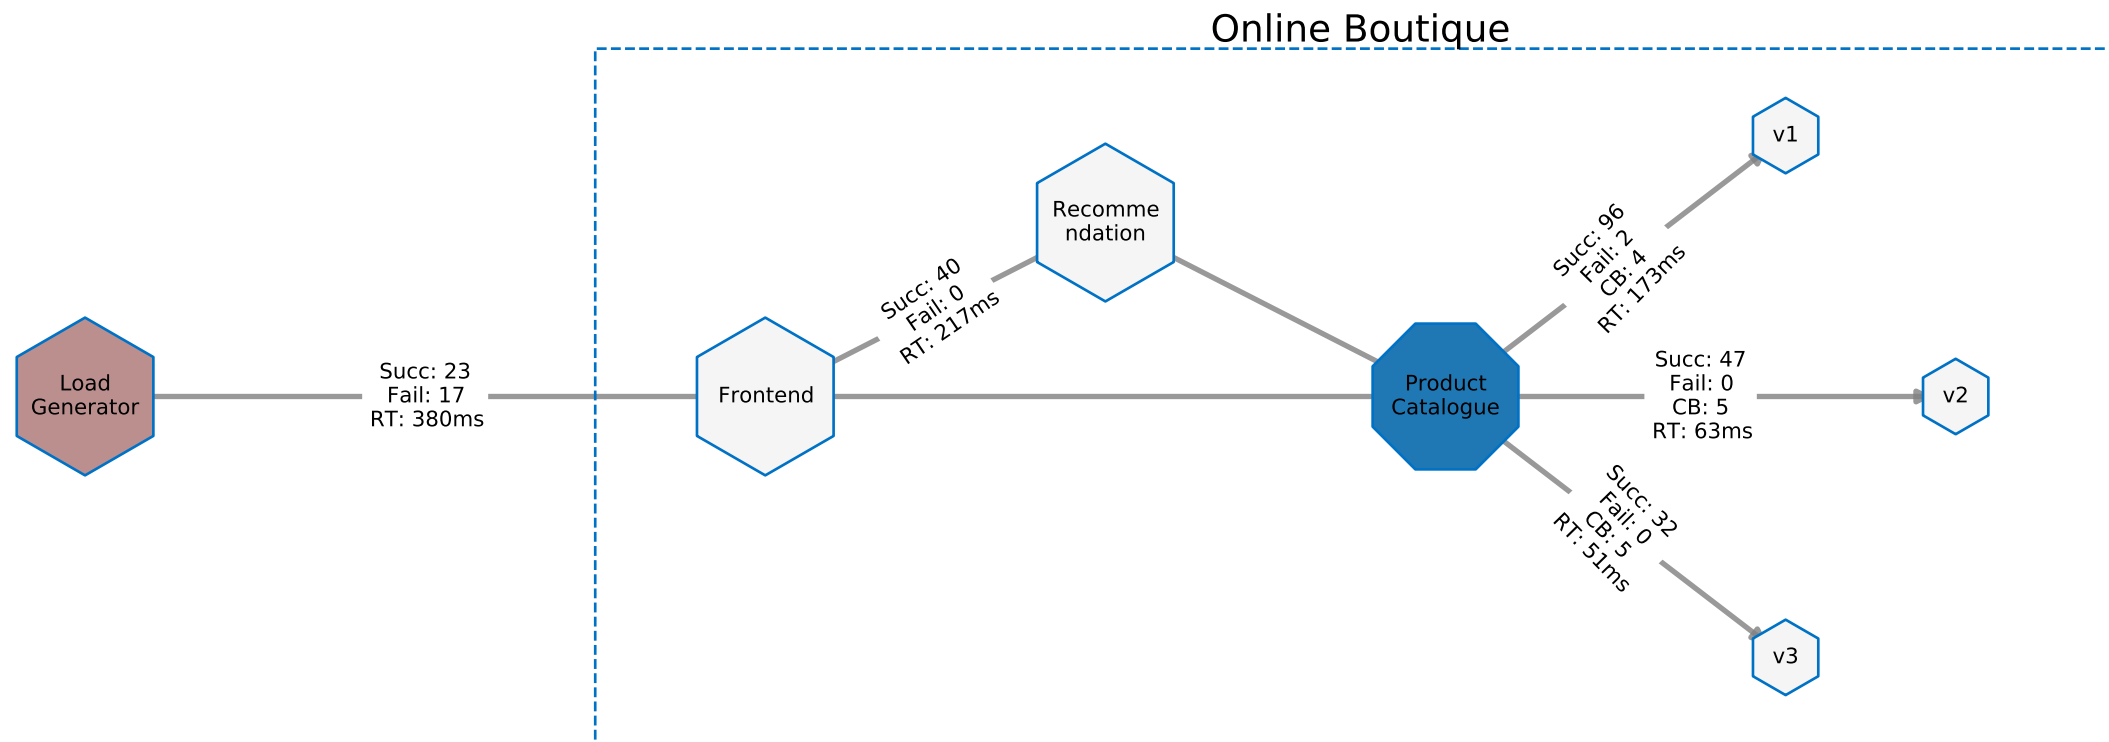 Online Boutique
Load
Generator
Succ: 23
Fail: 17
RT: 380ms
Frontend
Succ: 40
Fail: 0
RT: 217ms
Recomme
ndation
Product
Catalogue
Succ: 96
Fail: 2
CB: 4
RT: 173ms
v1
Succ: 47
Fail: 0
CB: 5
RT: 63ms
v2
Succ: 32
Fail: 0
CB: 5
RT: 51ms
v3